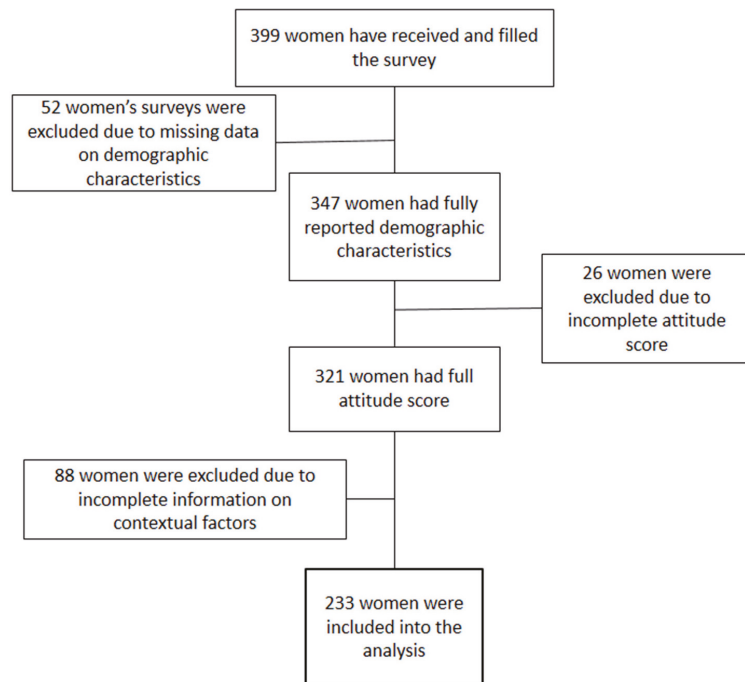 399 women have received and filled
the survey
52 women’s surveys were
excluded due to missing data
on demographic
characteristics
347 women had fully
reported demographic
characteristics
26 women were
excluded due to
incomplete attitude
score
321 women had full
attitude score
88 women were excluded due to
incomplete information on
contextual factors
233 women were
included into the
analysis